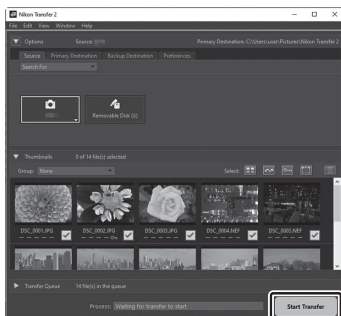 Nikon Transfer 2
File Edit View Window Help
Options Source: Primary Destination: C:\Users\user\Pictures\Nikon Transfer 2
Source Primary Destination Backup Destination Preferences
Search For
Removable Disk
Thumbnails 0 of 14 file(s) selected
Group: None Select:
DSC_0001.JPG DSC_0002.JPG DSC_0003.JPG DSC_0004.NEF DSC_0005.NEF
Transfer Queue 14 file(s) in the queue
Process: Waiting for transfer to start
Start Transfer